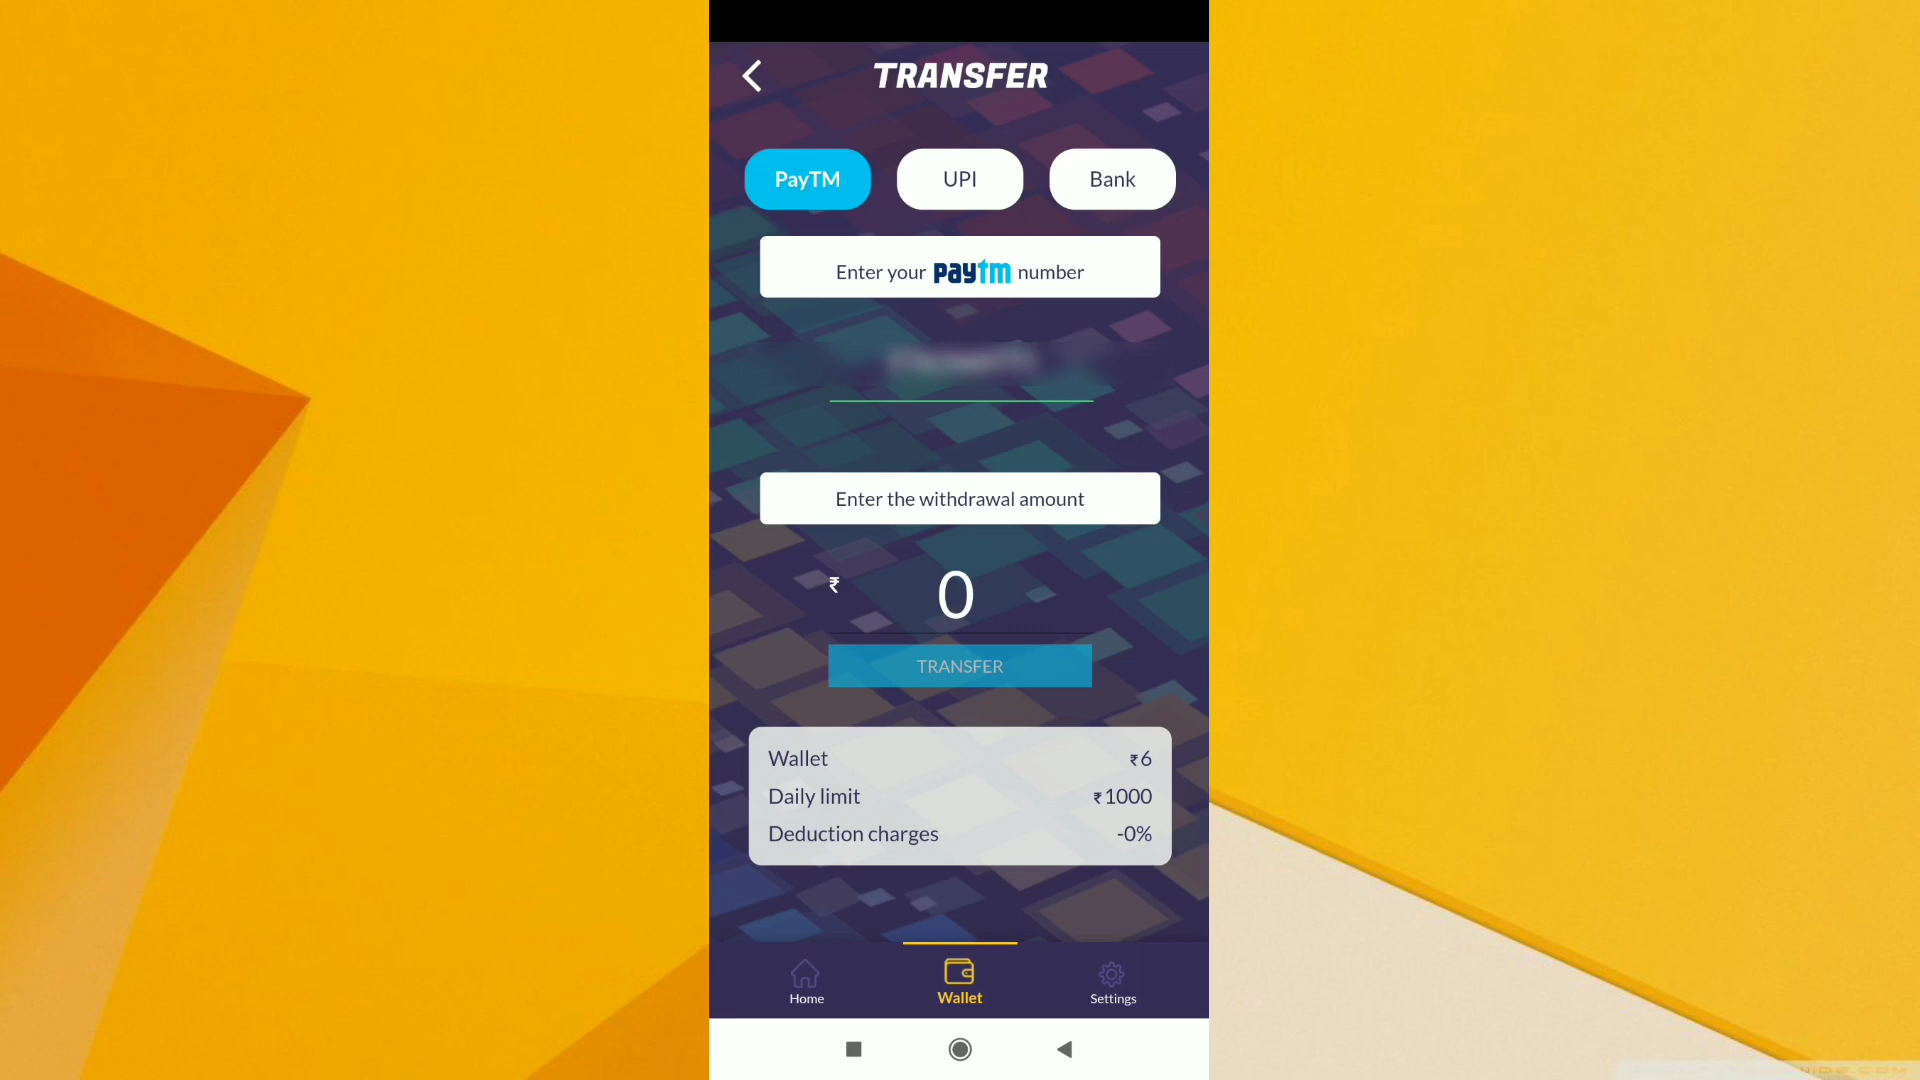 TRANSFER
PayTM
UPI
Bank
Enter your paytm number
Enter the withdrawal amount
₹ 0
TRANSFER
Wallet ₹6
Daily limit ₹1000
Deduction charges -0%
Home
Wallet
Settings